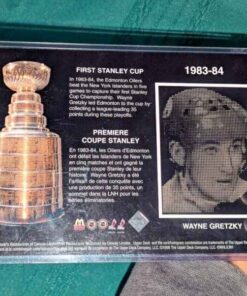 FIRST STANLEY CUP
In 1983-84, the Edmonton Oilers
beat the New York Islanders in five
games to capture their first Stanley
Cup Championship. Wayne
Gretzky led Edmonton to the cup by
collecting a league-leading 35
points during these playoffs.
PREMIERE
COUPE STANLEY
En 1983-84, les Oilers d'Edmonton
ont défait les Islanders de New York
en cinq matches et ont gagné le
premier coupe Stanley de leur
histoire. Wayne Gretzky a été
l'artisan de cette conquête avec
une production de 35 points, un
sommet dans la LNH pour les
séries éliminatoires.
1983-84
WAYNE GRETZKY